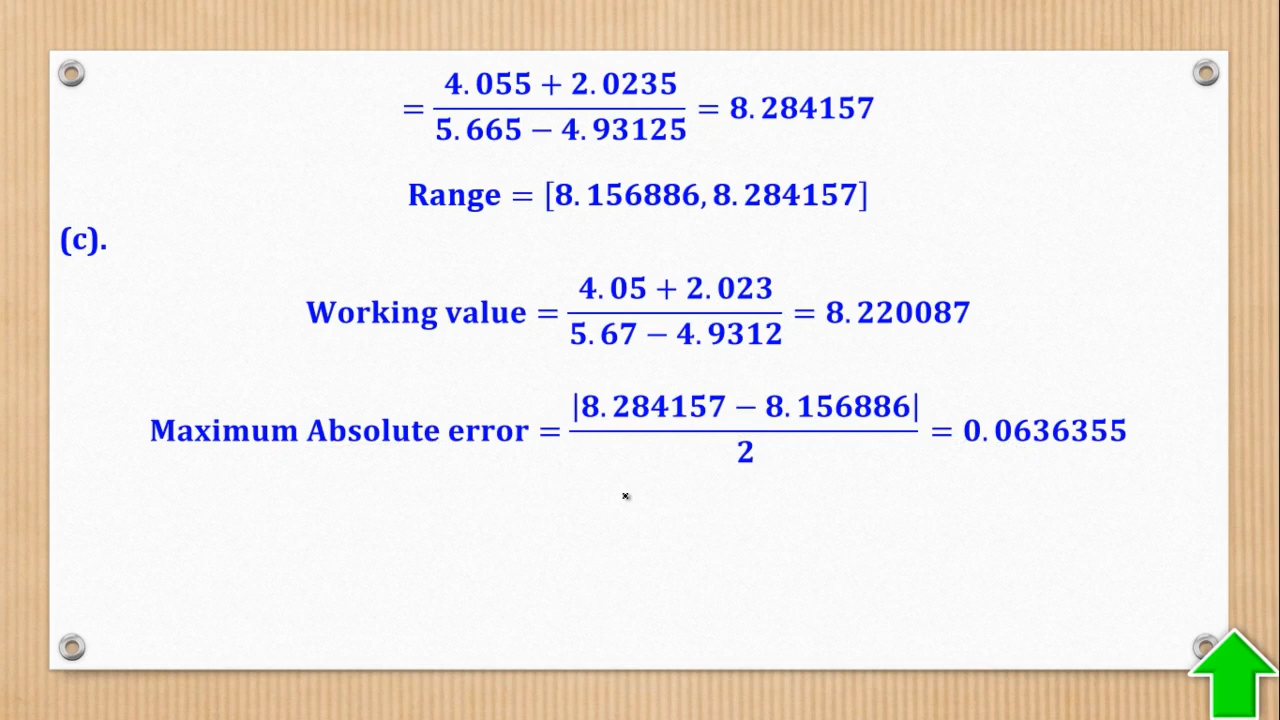 = (4.055 + 2.0235) / (5.665 − 4.93125) = 8.284157
Range = [8.156886, 8.284157]
(c).
Working value = (4.05 + 2.023) / (5.67 − 4.9312) = 8.220087
Maximum Absolute error = |8.284157 − 8.156886| / 2 = 0.0636355